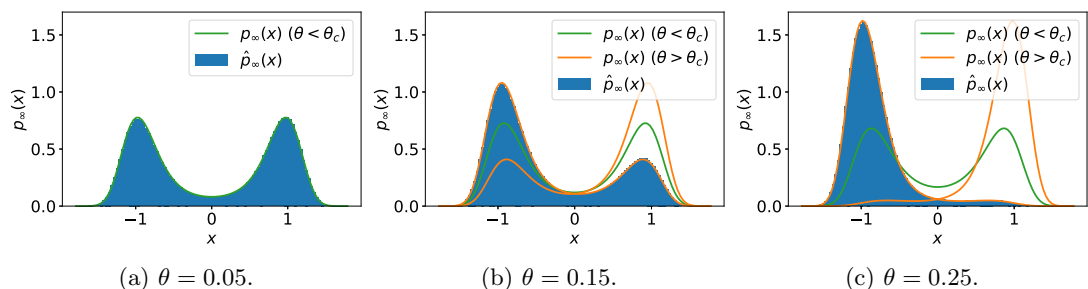 1.5
1.0
0.5
0.0
p∞(x)
−1
0
1
x
p∞(x) (θ < θc)
p̂∞(x)
(a) θ = 0.05.
1.5
1.0
0.5
0.0
p∞(x)
−1
0
1
x
p∞(x) (θ < θc)
p∞(x) (θ > θc)
p̂∞(x)
(b) θ = 0.15.
1.5
1.0
0.5
0.0
p∞(x)
−1
0
1
x
p∞(x) (θ < θc)
p∞(x) (θ > θc)
p̂∞(x)
(c) θ = 0.25.